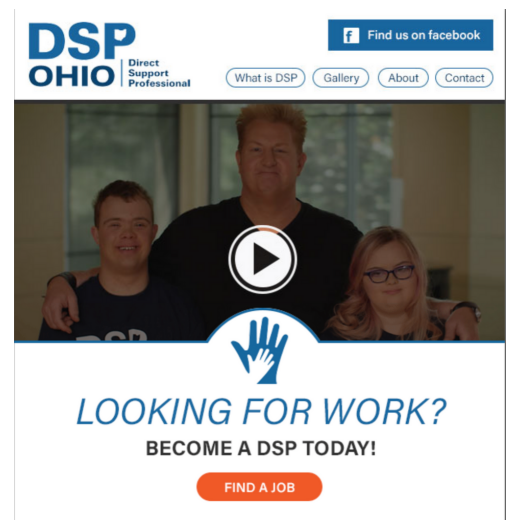 DSP
OHIO
Direct
Support
Professional
f Find us on facebook
What is DSP
Gallery
About
Contact
DSP
LOOKING FOR WORK?
BECOME A DSP TODAY!
FIND A JOB